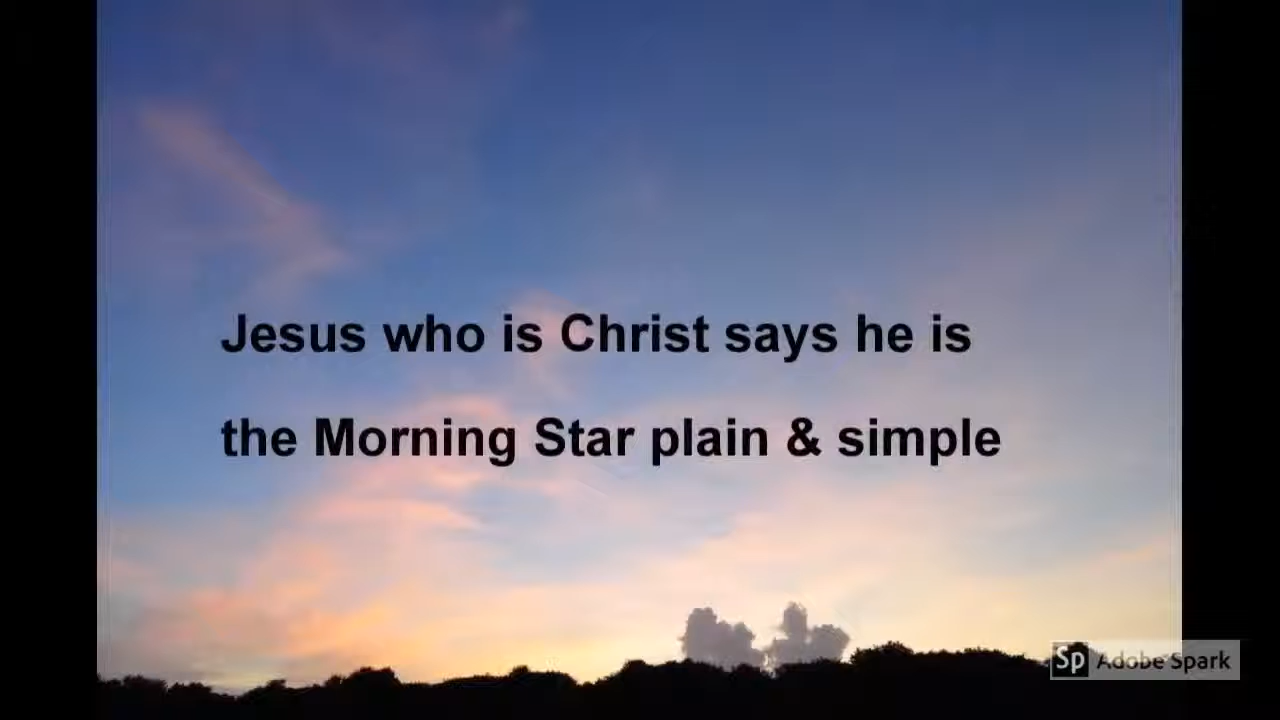 Jesus who is Christ says he is
the Morning Star plain & simple
Sp Adobe Spark